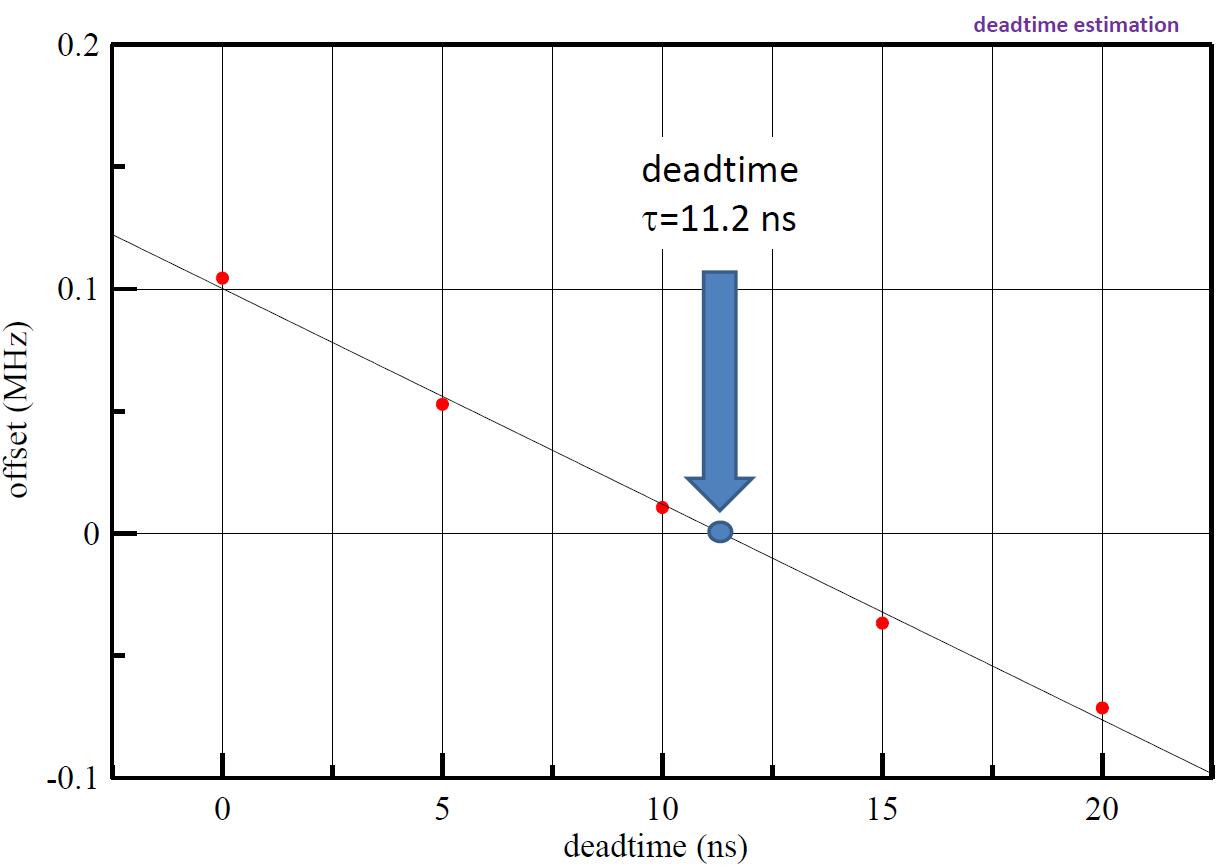 deadtime estimation
0.2
deadtime
τ=11.2 ns
0.1
offset (MHz)
0
-0.1
0 5 10 15 20
deadtime (ns)